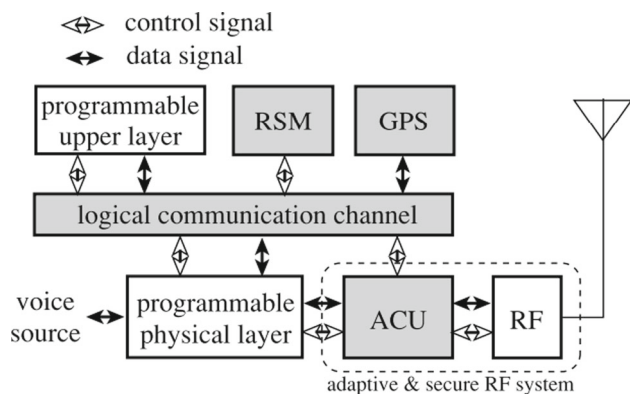 control signal
data signal
programmable
upper layer
RSM
GPS
logical communication channel
voice
source
programmable
physical layer
ACU
RF
adaptive & secure RF system